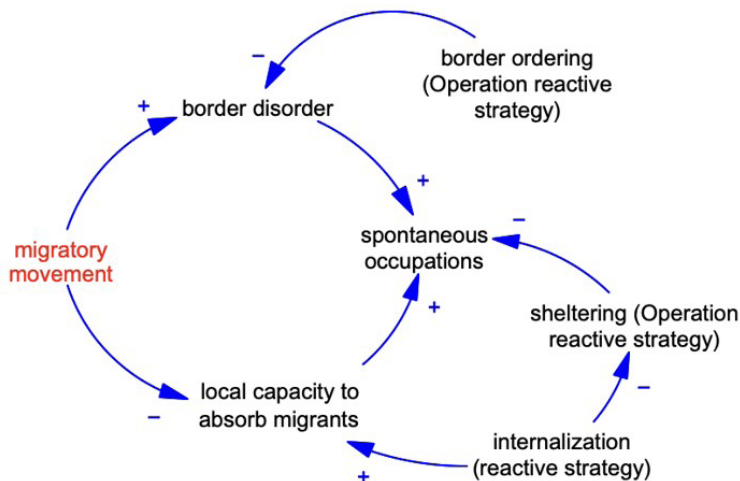 border ordering
(Operation reactive
strategy)
–
+
border disorder
+
–
spontaneous
occupations
migratory
movement
+
sheltering (Operation
reactive strategy)
–
local capacity to
absorb migrants
–
internalization
(reactive strategy)
+